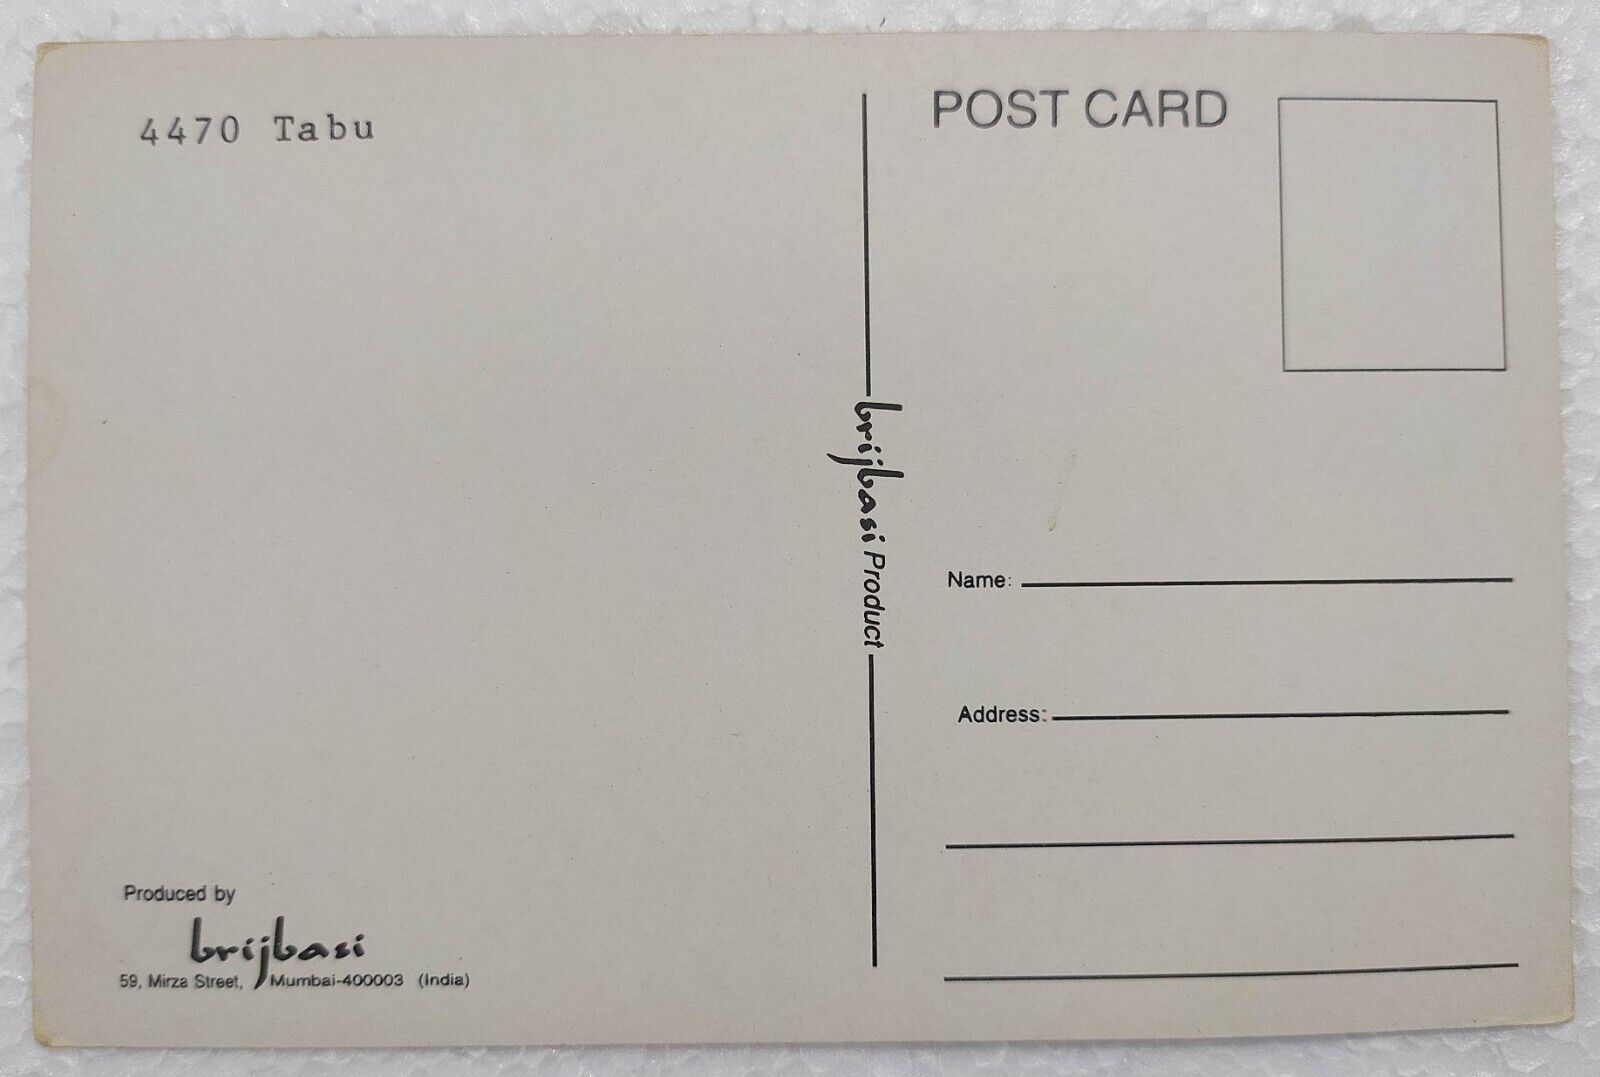 4470 Tabu
Produced by
brijbasi
59, Mirza Street, Mumbai-400003 (India)
brijbasi Product
POST CARD
Name:
Address: